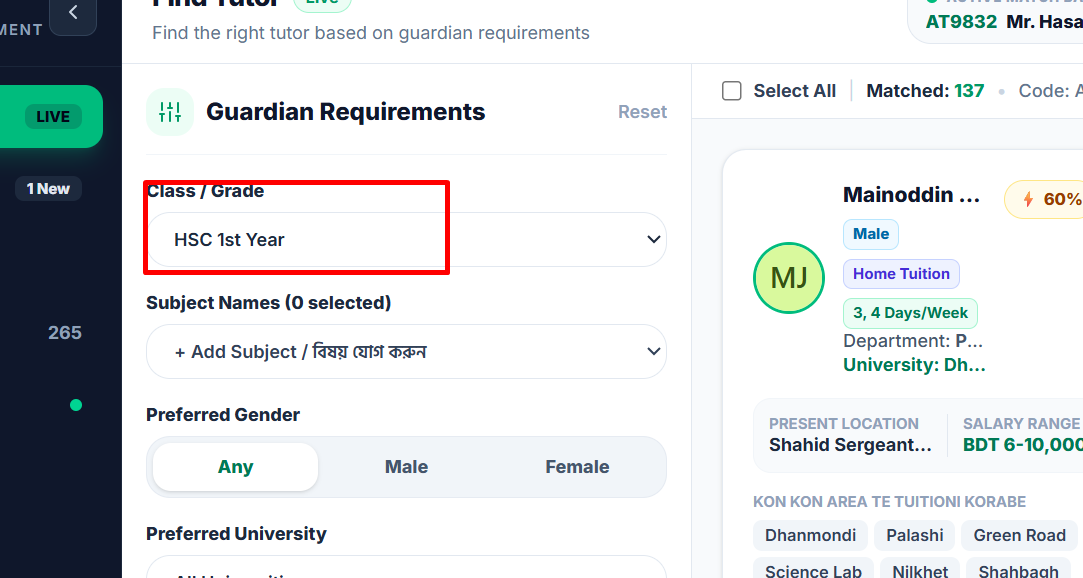 MENT
LIVE
1 New
265
Find Tutor
Live
Find the right tutor based on guardian requirements
AT9832 Mr. Hasa
Guardian Requirements
Reset
Class / Grade
HSC 1st Year
Subject Names (0 selected)
+ Add Subject / বিষয় যোগ করুন
Preferred Gender
Any Male Female
Preferred University
Select All Matched: 137 • Code: A
Mainoddin ...
60%
Male
Home Tuition
3, 4 Days/Week
MJ
Department: P...
University: Dh...
PRESENT LOCATION
Shahid Sergeant...
SALARY RANGE
BDT 6-10,000
KON KON AREA TE TUITIONI KORABE
Dhanmondi Palashi Green Road
Science Lab Nilkhet Shahbagh